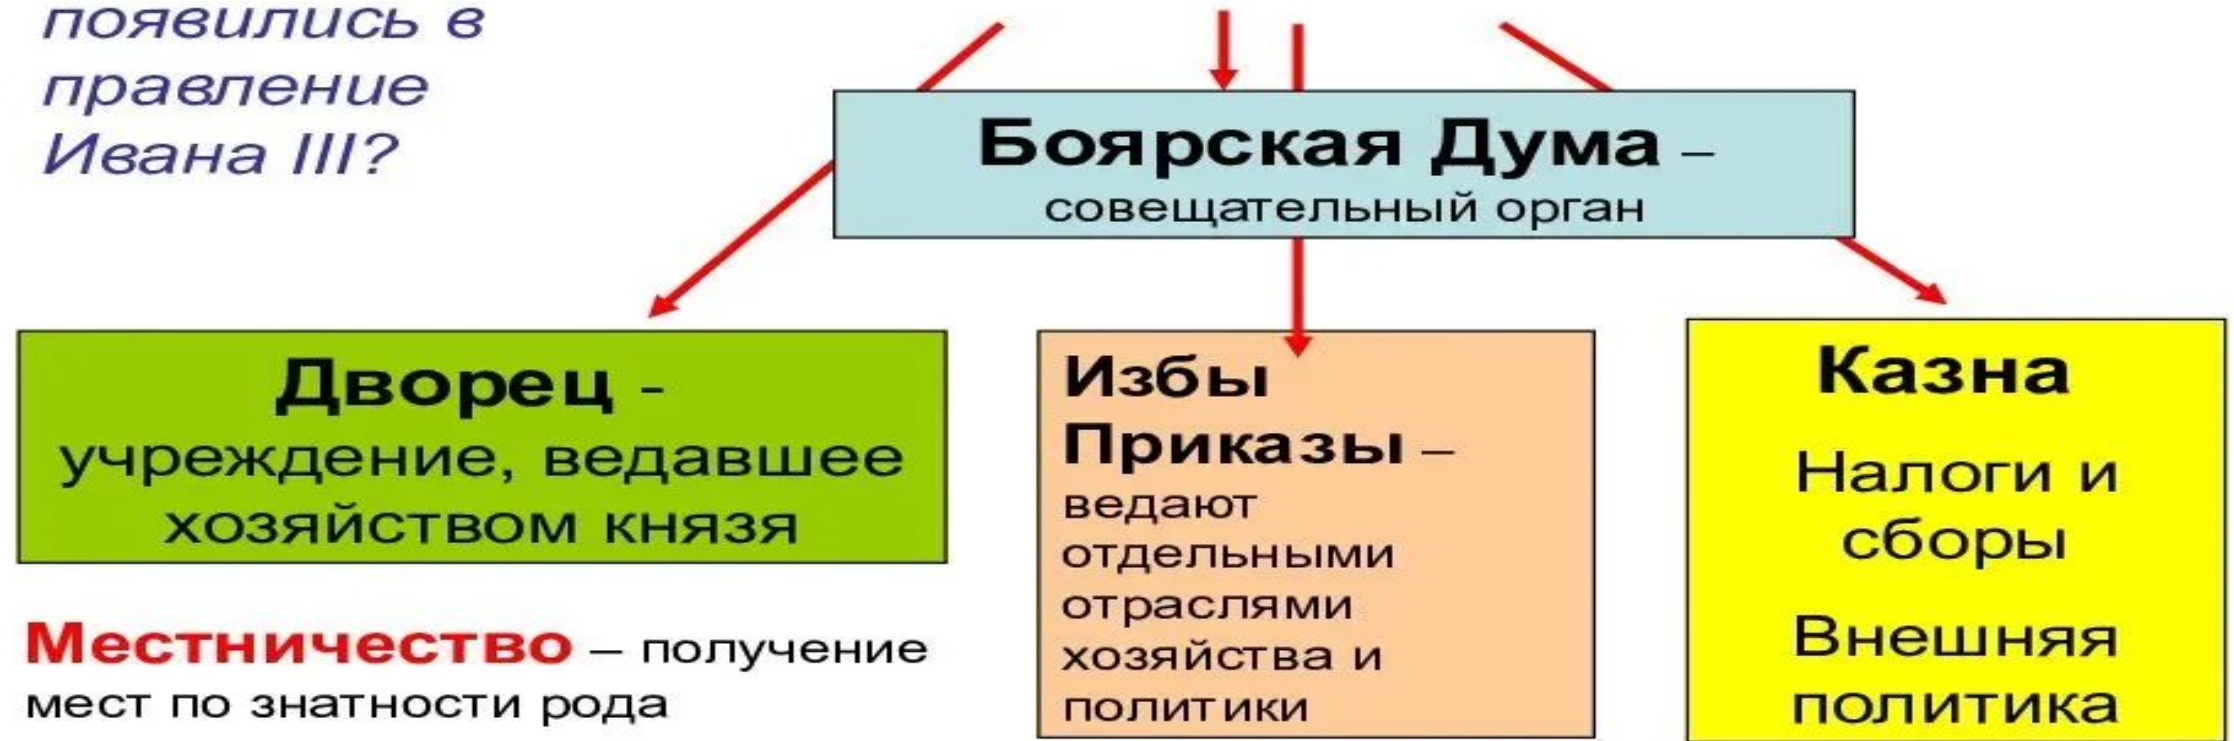 появились в
правление
Ивана III?
Боярская Дума –
совещательный орган
Дворец -
учреждение, ведавшее
хозяйством князя
Местничество – получение
мест по знатности рода
Избы
Приказы –
ведают
отдельными
отраслями
хозяйства и
политики
Казна
Налоги и
сборы
Внешняя
политика